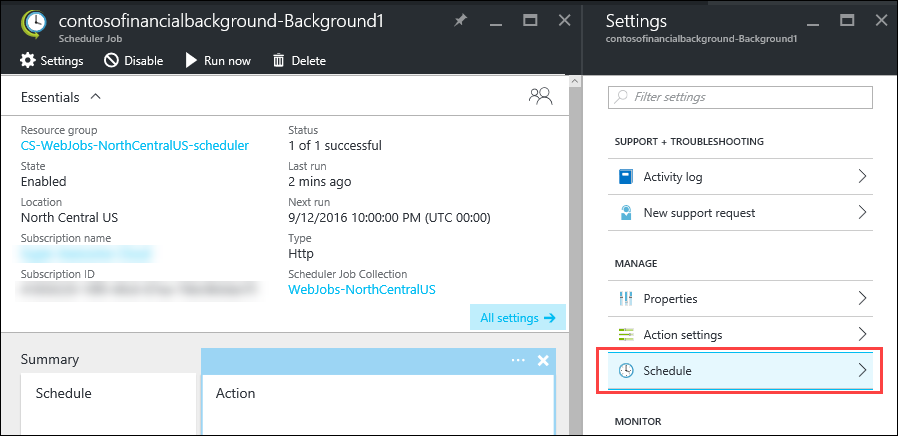 contosofinancialbackground-Background1
Scheduler Job
Settings
Disable
Run now
Delete
Essentials
Resource group
CS-WebJobs-NorthCentralUS-scheduler
State
Enabled
Location
North Central US
Subscription name
Subscription ID
Status
1 of 1 successful
Last run
2 mins ago
Next run
9/12/2016 10:00:00 PM (UTC 00:00)
Type
Http
Scheduler Job Collection
WebJobs-NorthCentralUS
All settings
Summary
Schedule
Action
Settings
contosofinancialbackground-Background1
Filter settings
SUPPORT + TROUBLESHOOTING
Activity log
New support request
MANAGE
Properties
Action settings
Schedule
MONITOR